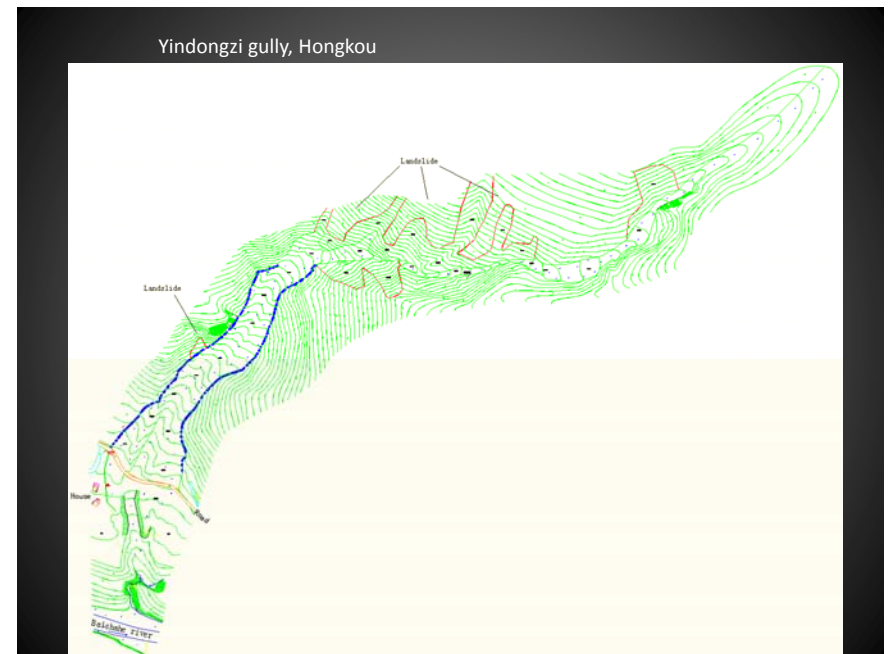 Yindongzi gully, Hongkou
Landslide
Landslide
House
Road
Baishahe river